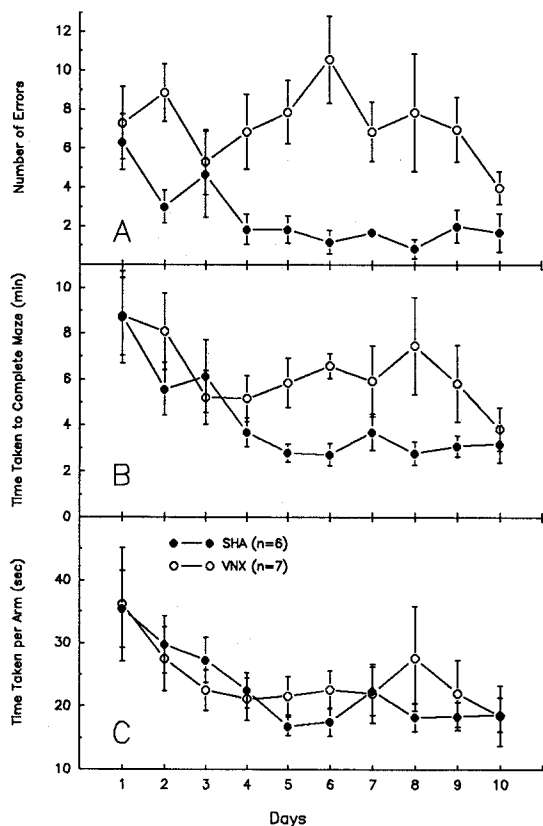 Number of Errors
12
10
8
6
4
2
A
Time Taken to Complete Maze (min)
10
8
6
4
2
0
B
Time Taken per Arm (sec)
40
30
20
10
C
SHA (n=6)
VNX (n=7)
1 2 3 4 5 6 7 8 9 10
Days